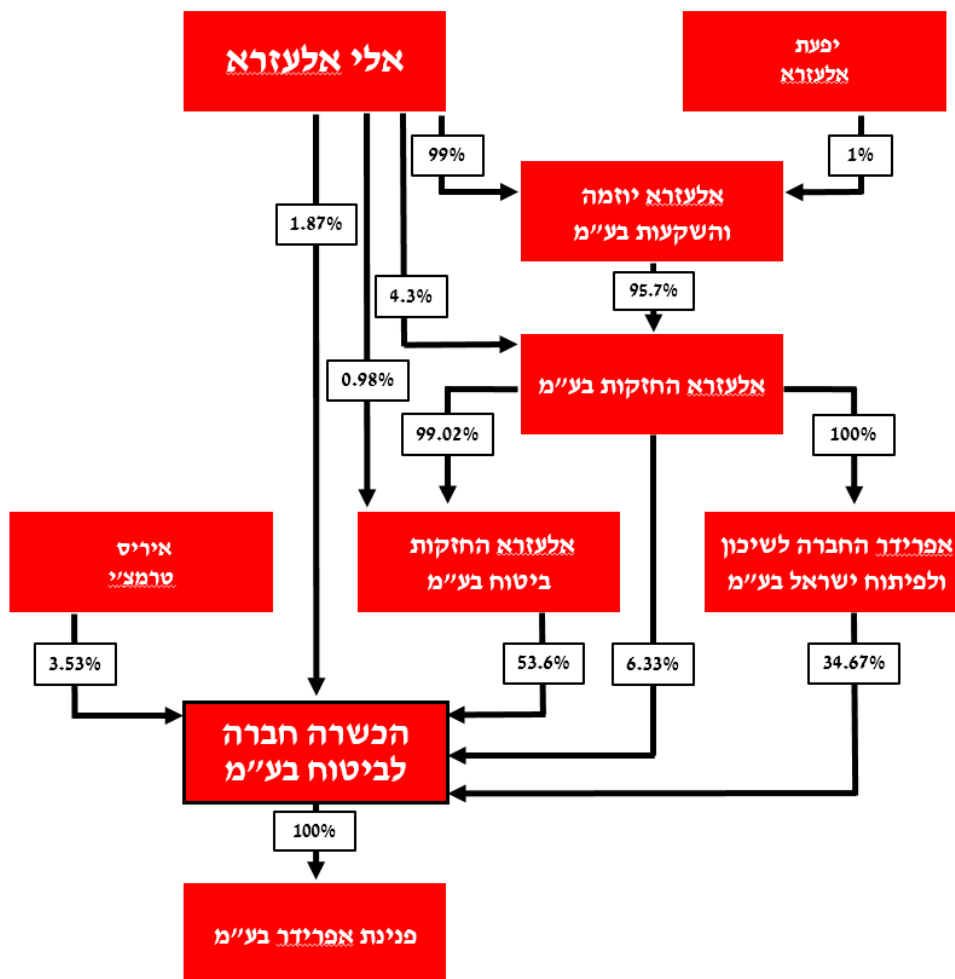 אלי אלעזרא
יפעת
אלעזרא
99%
1%
אלעזרא יוזמה
והשקעות בע"מ
1.87%
95.7%
4.3%
אלעזרא החזקות בע"מ
0.98%
99.02%
100%
איריס
טרמצ'י
אלעזרא החזקות
ביטוח בע"מ
אפרידר החברה לשיכון
ולפיתוח ישראל בע"מ
3.53%
53.6%
6.33%
34.67%
הכשרה חברה
לביטוח בע"מ
100%
פנינת אפרידר בע"מ